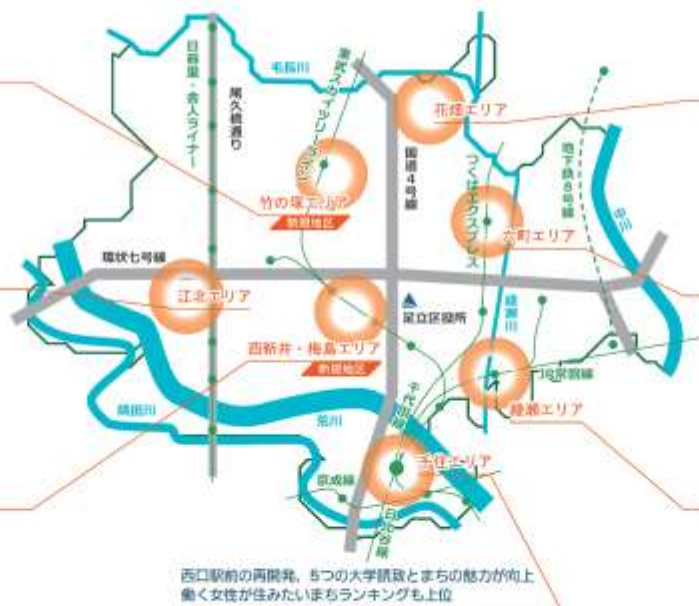 毛長川
花畑エリア
日暮里・舎人ライナー
尾久橋通り
東武スカイツリーライン
国道4号線
つくばエクスプレス
地下鉄8号線
中川
竹の塚エリア
新規地区
六町エリア
環状七号線
江北エリア
足立区役所
綾瀬川
西新井・梅島エリア
新規地区
JR常磐線
千代田線
隅田川
荒川
綾瀬エリア
千住エリア
京成線
日比谷線
西口駅前の再開発、5つの大学誘致とまちの魅力が向上
働く女性が住みたいまちランキングも上位